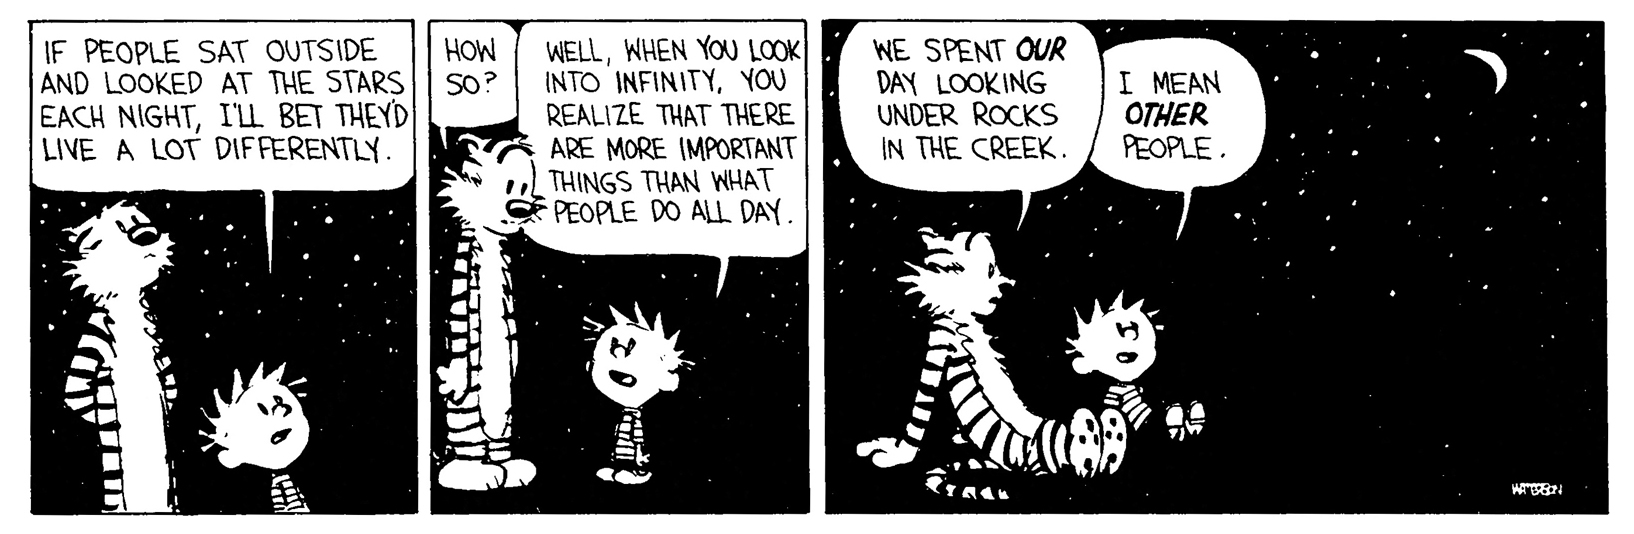 IF PEOPLE SAT OUTSIDE
AND LOOKED AT THE STARS
EACH NIGHT, I'LL BET THEY'D
LIVE A LOT DIFFERENTLY.
HOW
SO?
WELL, WHEN YOU LOOK
INTO INFINITY, YOU
REALIZE THAT THERE
ARE MORE IMPORTANT
THINGS THAN WHAT
PEOPLE DO ALL DAY.
WE SPENT OUR
DAY LOOKING
UNDER ROCKS
IN THE CREEK.
I MEAN
OTHER
PEOPLE.
WATTERSON